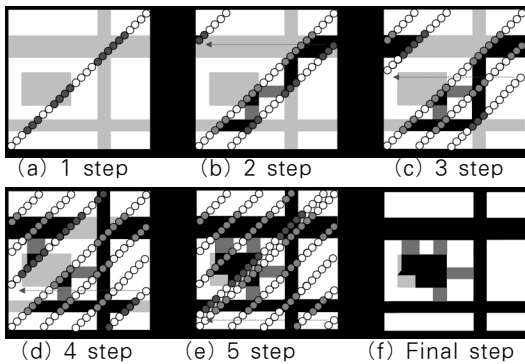 (a) 1 step
(b) 2 step
(c) 3 step
(d) 4 step
(e) 5 step
(f) Final step